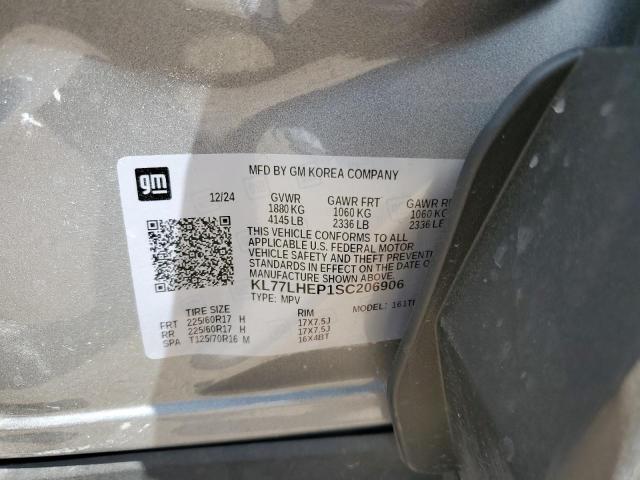 gm
MFD BY GM KOREA COMPANY
12/24 GVWR GAWR FRT GAWR
1880 KG 1060 KG 1060 KG
4145 LB 2336 LB 2336 LB
THIS VEHICLE CONFORMS TO ALL
APPLICABLE U.S. FEDERAL MOTOR
VEHICLE SAFETY AND THEFT
STANDARDS IN EFFECT ON THE DATE
MANUFACTURE SHOWN ABOVE.
KL77LHEP1SC206906
TYPE: MPV MODEL:
TIRE SIZE RIM
FRT 225/60R17 H 17X7.5J
RR 225/60R17 H 17X7.5J
SPA T125/70R16 M 16X4BT